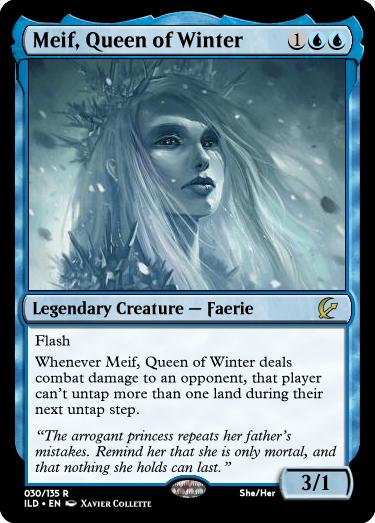 Meif, Queen of Winter 1
Legendary Creature — Faerie
Flash
Whenever Meif, Queen of Winter deals
combat damage to an opponent, that player
can’t untap more than one land during their
next untap step.
“The arrogant princess repeats her father’s
mistakes. Remind her that she is only mortal, and
that nothing she holds can last.”
030/135 R
ILD • EN Xavier Collette
She/Her
3/1